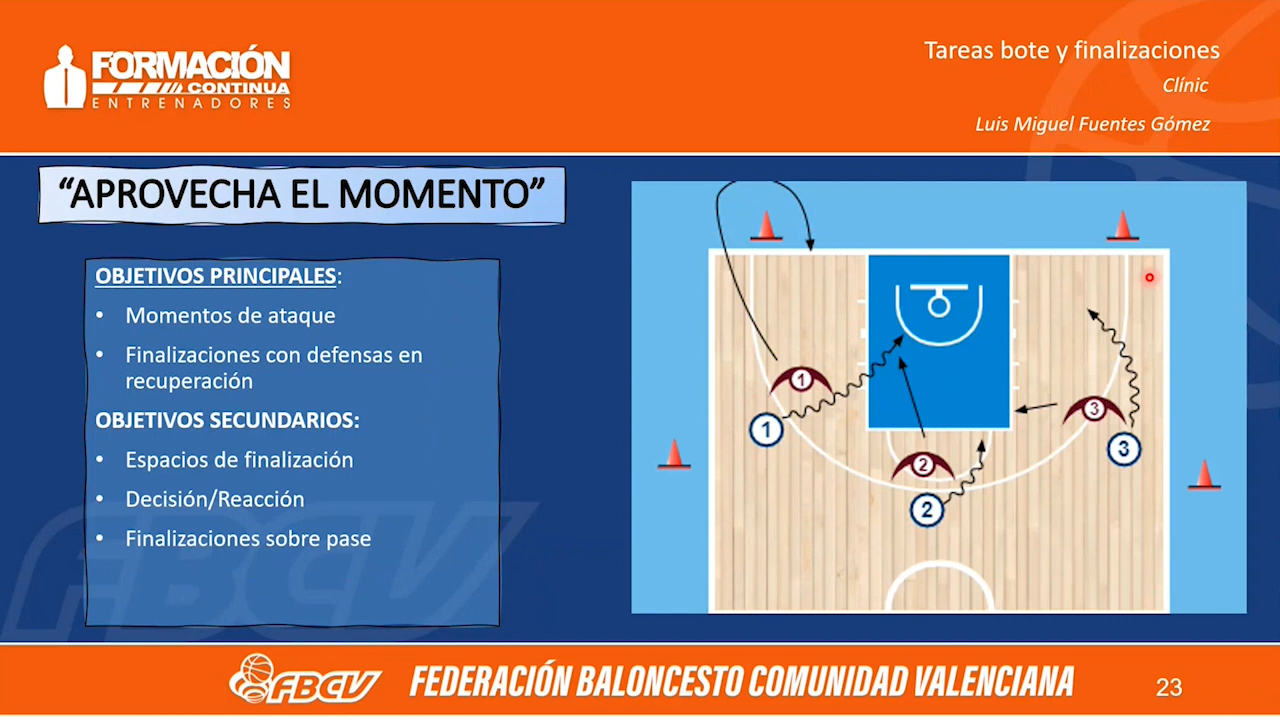 FORMACIÓN
CONTINUA
ENTRENADORES
Tareas bote y finalizaciones
Clínic
Luis Miguel Fuentes Gómez
“APROVECHA EL MOMENTO”
OBJETIVOS PRINCIPALES:
• Momentos de ataque
• Finalizaciones con defensas en
recuperación
OBJETIVOS SECUNDARIOS:
• Espacios de finalización
• Decisión/Reacción
• Finalizaciones sobre pase
1
1
2
2
3
3
FBCV
FBCV
FEDERACIÓN BALONCESTO COMUNIDAD VALENCIANA
23